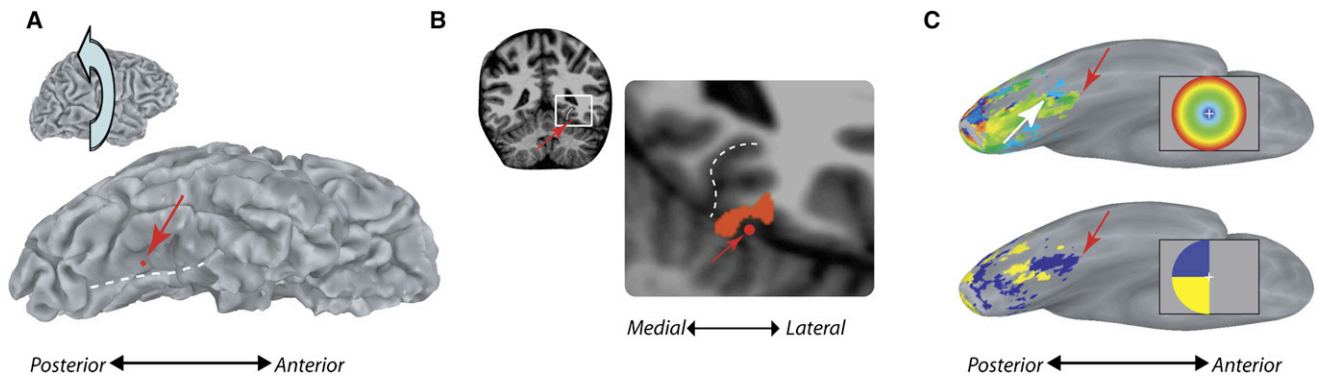 A
B
C
Posterior
Anterior
Medial
Lateral
Posterior
Anterior